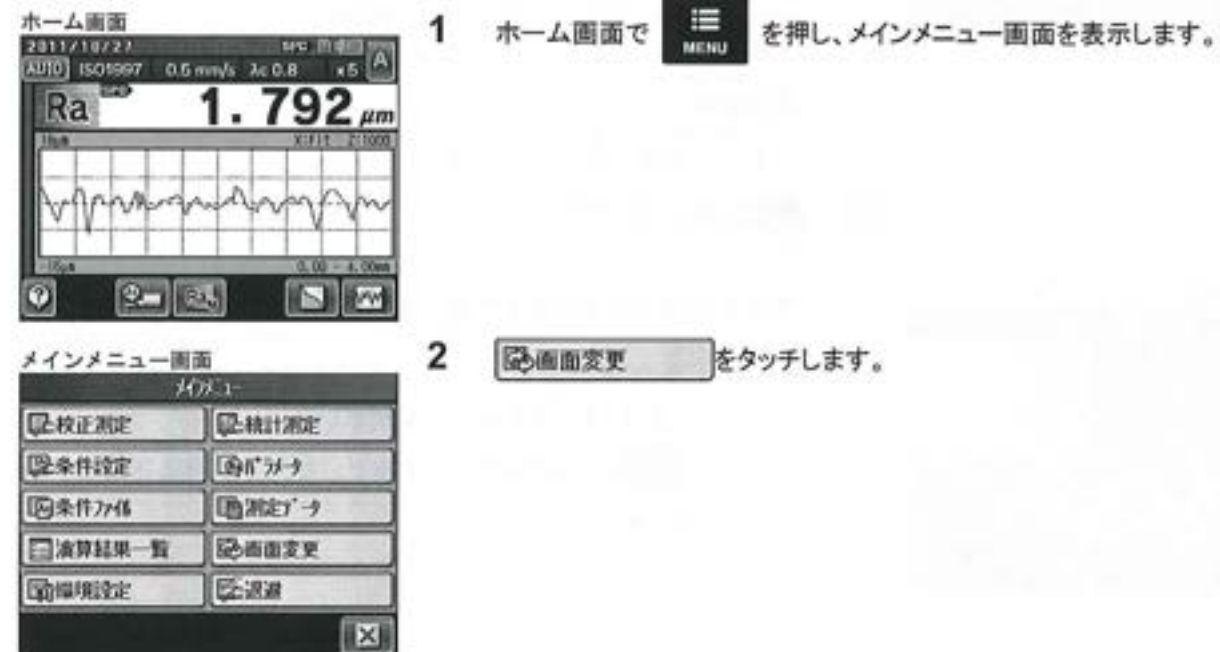 ホーム画面
2011/10/27
AUTO ISO1997 0.5 mm/s λc 0.8 ×5 A
Ra 1.792 μm
10μm X:Fit Z:1000
-10μm 0.00 - 4.00mm
1 ホーム画面で MENU を押し、メインメニュー画面を表示します。
メインメニュー画面
ﾒｲﾝﾒﾆｭｰ
校正測定 統計測定
条件設定 ﾊﾟﾗﾒｰﾀ
条件ﾌｧｲﾙ 測定ﾃﾞｰﾀ
演算結果一覧 画面変更
環境設定 退避
2 画面変更 をタッチします。